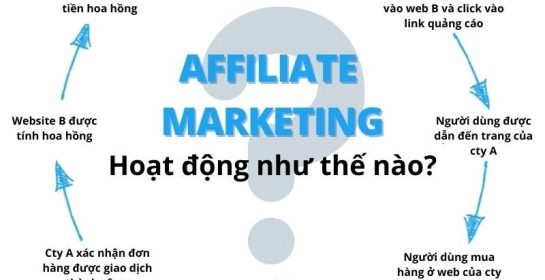 tiền hoa hồng
vào web B và click vào
link quảng cáo
AFFILIATE
MARKETING
Hoạt động như thế nào?
Website B được
tính hoa hồng
Người dùng được
dẫn đến trang của
cty A
Cty A xác nhận đơn
hàng được giao dịch
Người dùng mua
hàng ở web của cty